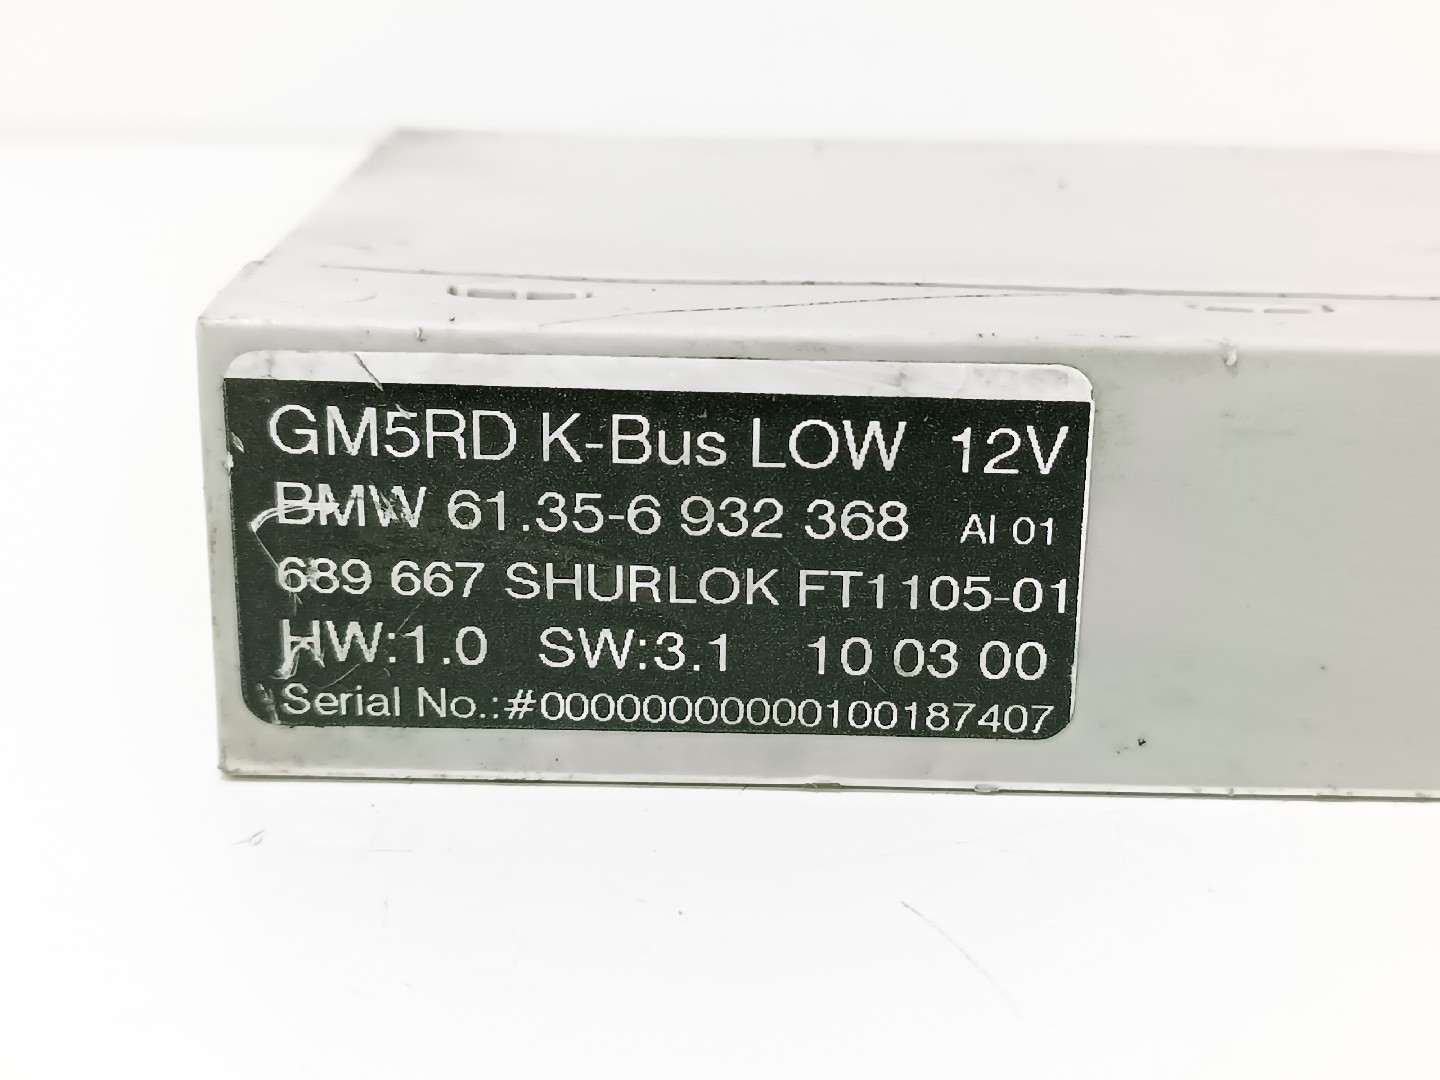 GM5RD K-Bus LOW 12V
BMW 61.35-6 932 368 AI 01
689 667 SHURLOK FT1105-01
HW:1.0 SW:3.1 10 03 00
Serial No.:#00000000000100187407